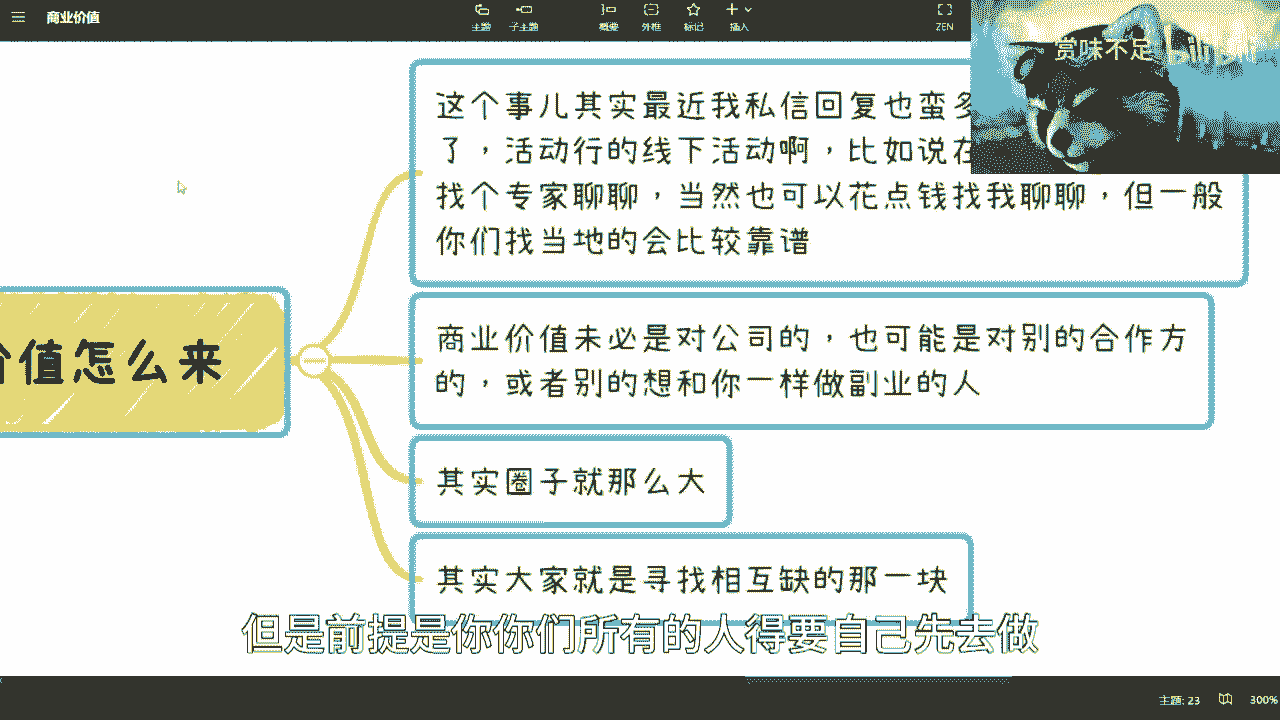 商业价值
主题
子主题
概要
外框
标记
插入
ZEN
赏味不足
这个事儿其实最近我私信回复也蛮多
了，活动行的线下活动啊，比如说在
找个专家聊聊，当然也可以花点钱找我聊聊，但一般
你们找当地的会比较靠谱
值怎么来
商业价值未必是对公司的，也可能是对别的合作方
的，或者别的想和你一样做副业的人
其实圈子就那么大
其实大家就是寻找相互缺的那一块
但是前提是你你们所有的人得要自己先去做
主题: 23
300%